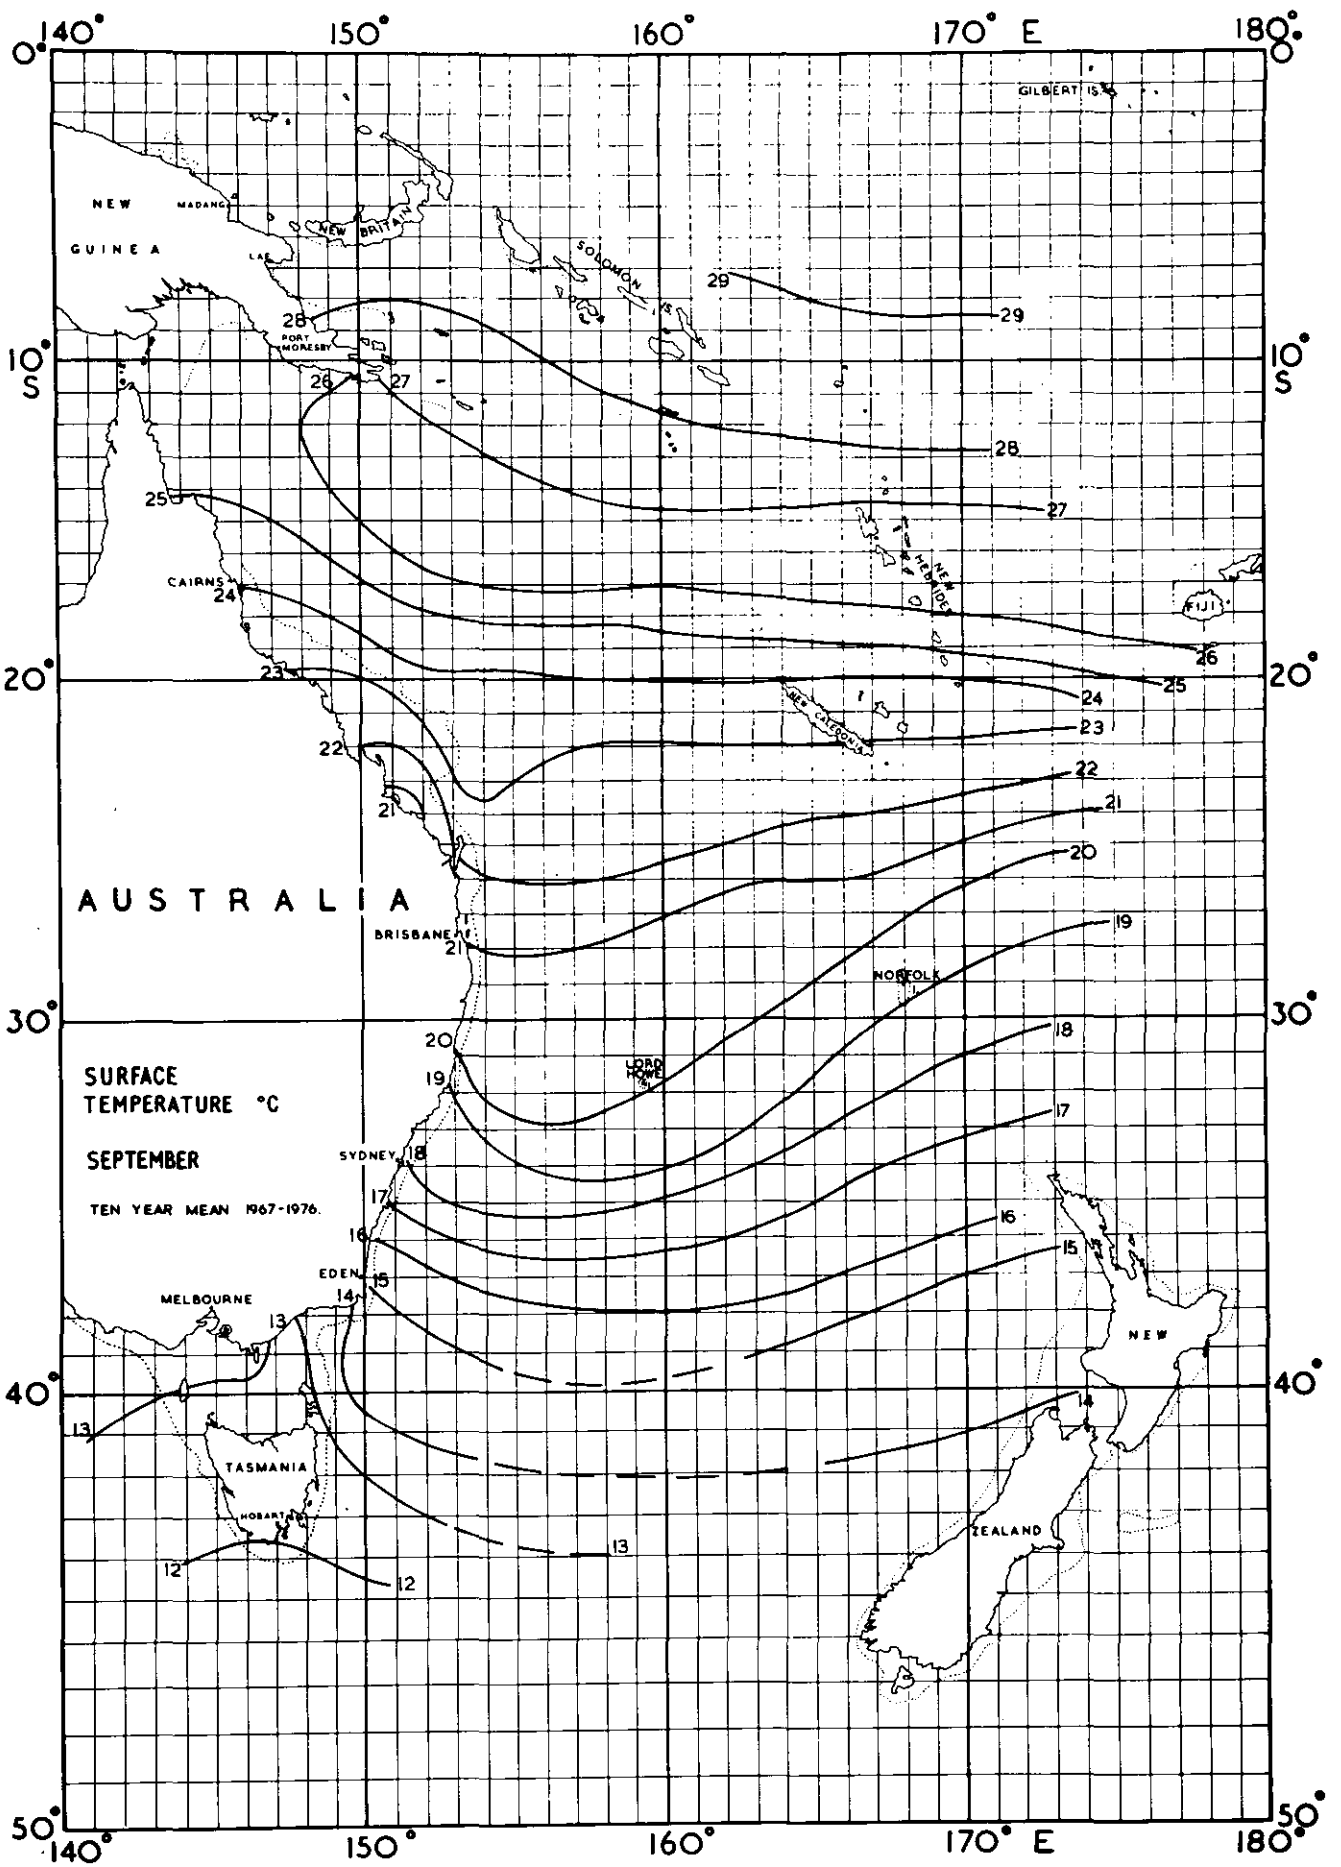 140° 150° 160° 170° E 180°
0° 0°
GILBERT IS.
NEW MADANG
NEW BRITAIN
GUINEA LAE
SOLOMON IS.
29
28 29
PORT
MORESBY
10° 10°
S S
26 27
28
25 27
NEW
HEBRIDES
CAIRNS
24 FIJI
26
23
20° 20°
25
24
NEW CALEDONIA
23
22
22
21
21
20
AUSTRALIA
19
BRISBANE
21
NORFOLK
I.
30° 30°
20 18
LORD
HOWE
I.
19
SURFACE
TEMPERATURE °C
17
SEPTEMBER
SYDNEY 18
17
TEN YEAR MEAN 1967-1976.
16
16
15
EDEN 15
MELBOURNE 14
13
NEW
40° 40°
14
13
TASMANIA
HOBART
ZEALAND
13
12
12
50° 50°
140° 150° 160° 170° E 180°